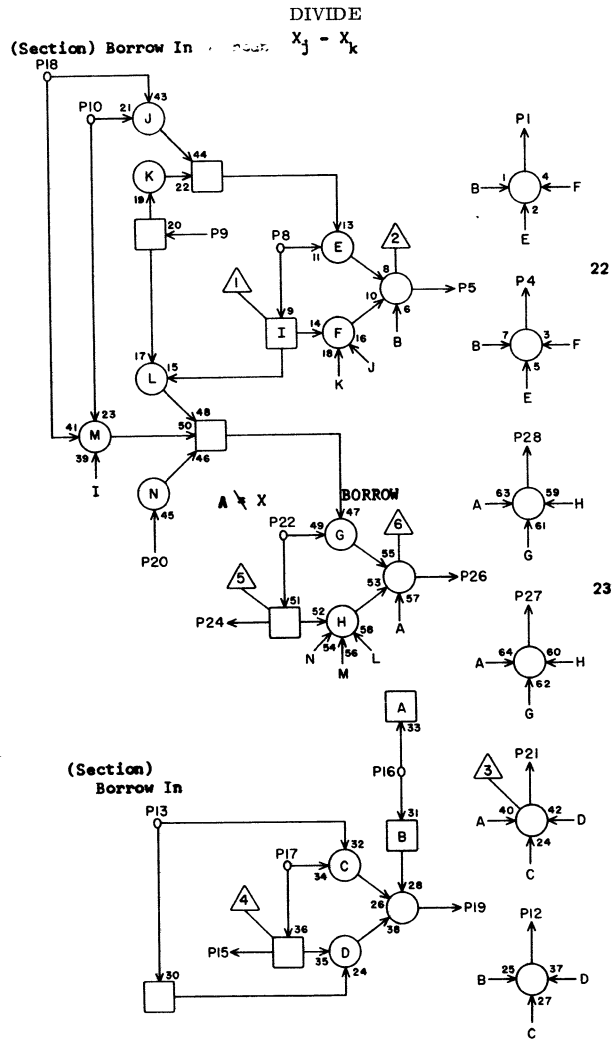 DIVIDE
(Section) Borrow In
Xj - Xk
P18
43
P10
21
J
44
K
22
19
20
P9
P8
13
11
E
2
8
10
6
P5
B
1
9
I
14
F
16
18
K
J
17
15
L
48
50
46
41
23
M
39
I
N
45
P20
A
X
BORROW
47
P22
49
G
6
55
53
57
P26
A
5
51
P24
52
H
54
56
58
N
M
L
P1
B
1
4
F
2
E
22
P4
B
7
3
F
5
E
P28
A
63
59
H
61
G
23
P27
A
64
60
H
62
G
A
33
P16
31
B
28
(Section)
Borrow In
P13
32
P17
34
C
26
38
P19
4
36
P15
35
D
24
30
3
P21
A
40
42
D
24
C
P12
B
25
37
D
27
C